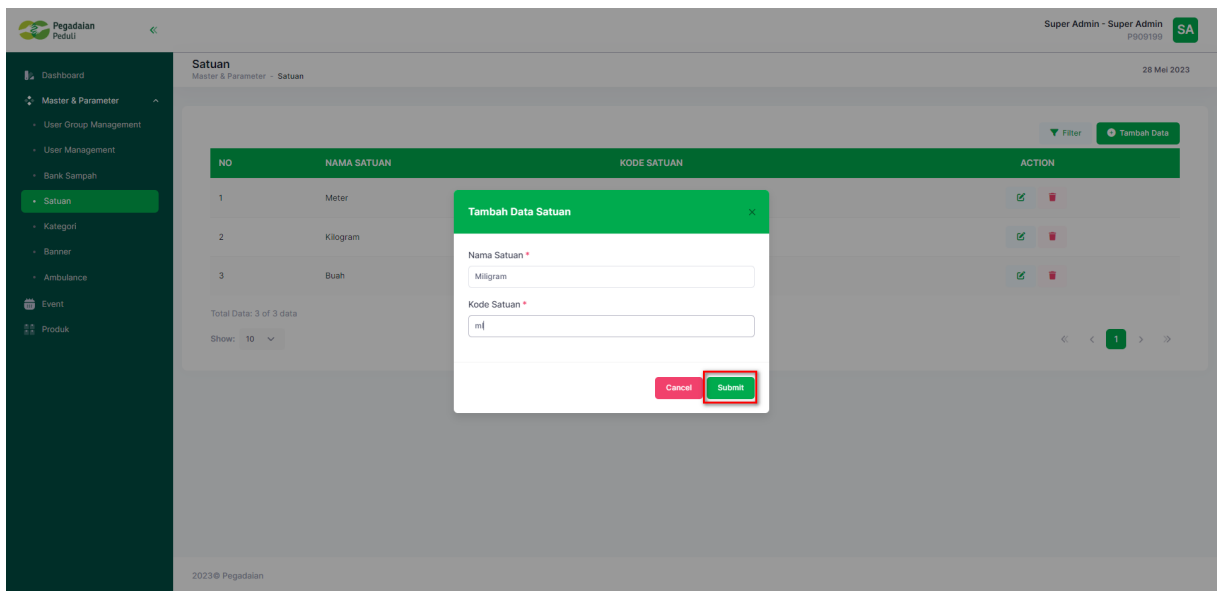 Pegadaian
Peduli
Super Admin - Super Admin
P909199
SA
Dashboard
Master & Parameter
User Group Management
User Management
Bank Sampah
Satuan
Kategori
Banner
Ambulance
Event
Produk
Satuan
Master & Parameter - Satuan
28 Mei 2023
Filter
Tambah Data
NO NAMA SATUAN KODE SATUAN ACTION
1 Meter
2 Kilogram
3 Buah
Total Data: 3 of 3 data
Show: 10
1
Tambah Data Satuan
Nama Satuan *
Miligram
Kode Satuan *
ml
Cancel Submit
2023© Pegadaian